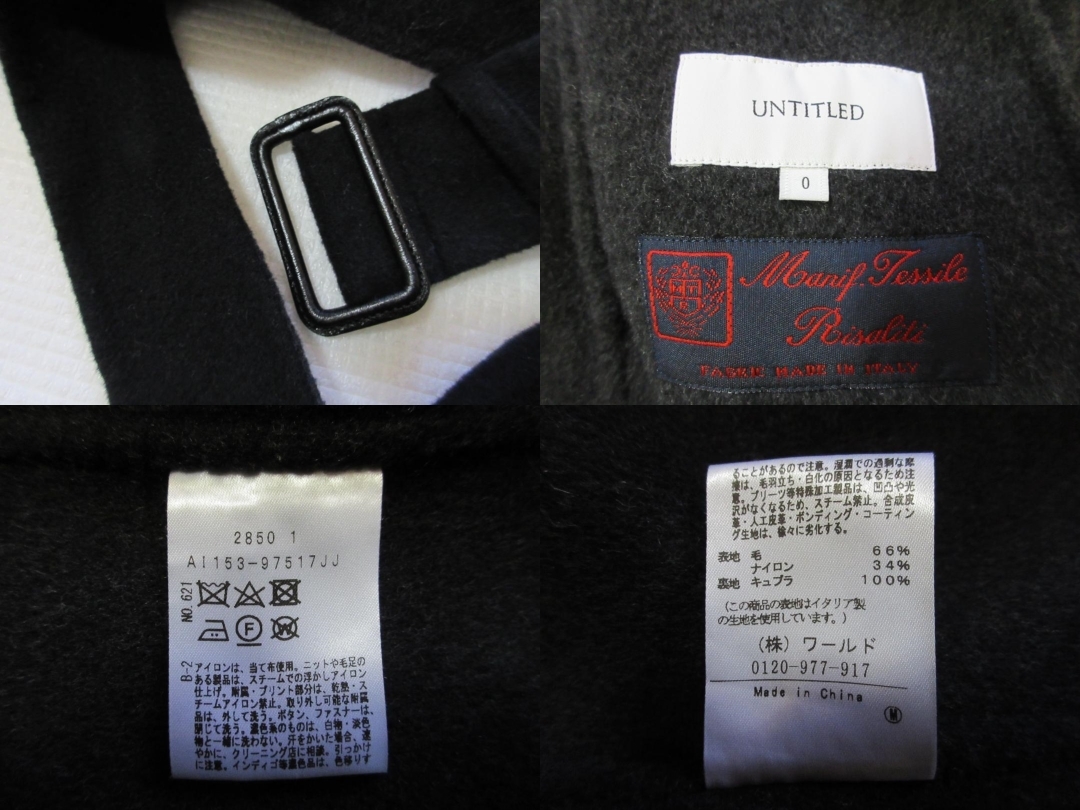 UNTITLED
0
Manif. Tessile
Risaliti
FABRIC MADE IN ITALY
2850 1
AI153-97517JJ
NO.621
B-2
アイロンは、当て布使用。ニットや毛足の
ある製品は、スチームでの浮かしアイロン
仕上げ。附属・プリント部分は、乾熱・ス
チームアイロン禁止。取り外し可能な附属
品は、外して洗う。ボタン、ファスナーは、
閉じて洗う。濃色系のものは、白物・淡色
物と一緒に洗わない。汗をかいた場合、速
やかに、クリーニング店に相談。引っかけ
に注意。インディゴ等濃色品は、色移りす
ることがあるので注意。湿潤での過剰な摩
擦は、毛羽立ち・白化の原因となるため注
意。プリーツ等特殊加工製品は、凹凸や光
沢がなくなるため、スチーム禁止。合成皮
革・人工皮革・ボンディング・コーティン
グ生地は、徐々に劣化する。
表地 毛 66%
ナイロン 34%
裏地 キュプラ 100%
(この商品の表地はイタリア製
の生地を使用しています。)
(株) ワールド
0120-977-917
Made in China
M